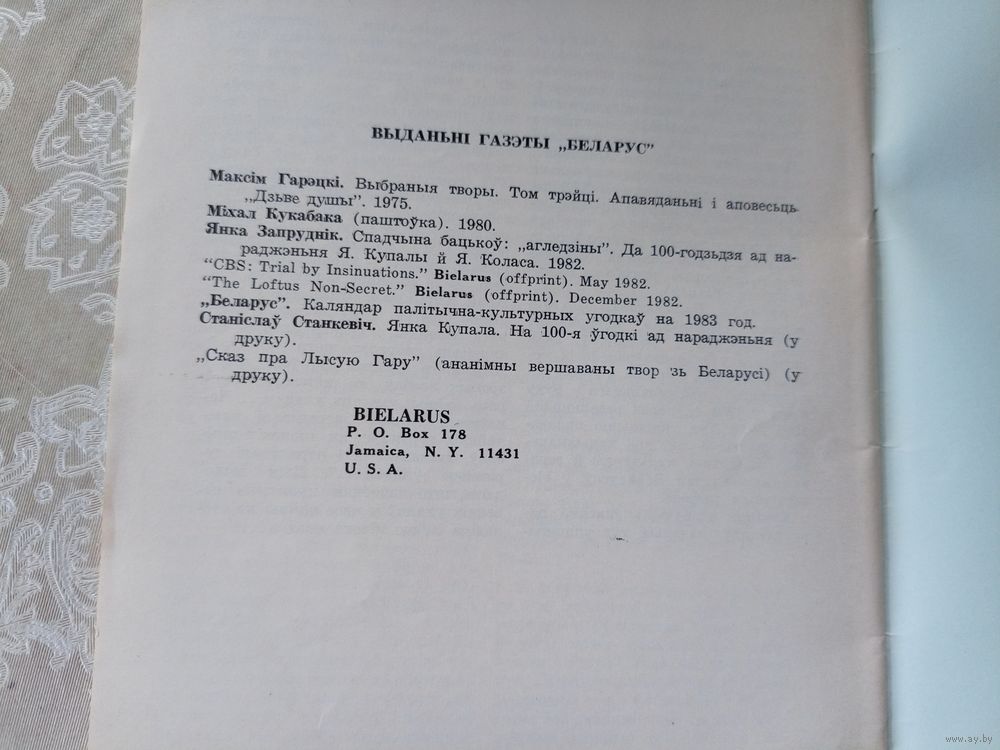 ВЫДАНЬНІ ГАЗЭТЫ „БЕЛАРУС”
Максім Гарэцкі. Выбраныя творы. Том трэйці. Апавяданьні і аповесьць
„Дзьве душы”. 1975.
Міхал Кукабака (паштоўка). 1980.
Янка Запруднік. Спадчына бацькоў: „агледзіны”. Да 100-годзьдзя ад на-
раджэньня Я. Купалы й Я. Коласа. 1982.
“CBS: Trial by Insinuations.” Bielarus (offprint). May 1982.
“The Loftus Non-Secret.” Bielarus (offprint). December 1982.
„Беларус”. Каляндар палітычна-культурных угодкаў на 1983 год.
Станіслаў Станкевіч. Янка Купала. На 100-я ўгодкі ад нараджэньня (у
друку).
„Сказ пра Лысую Гару” (ананімны вершаваны твор зь Беларусі) (у
друку).
BIELARUS
P. O. Box 178
Jamaica, N. Y. 11431
U. S. A.
www.ay.by